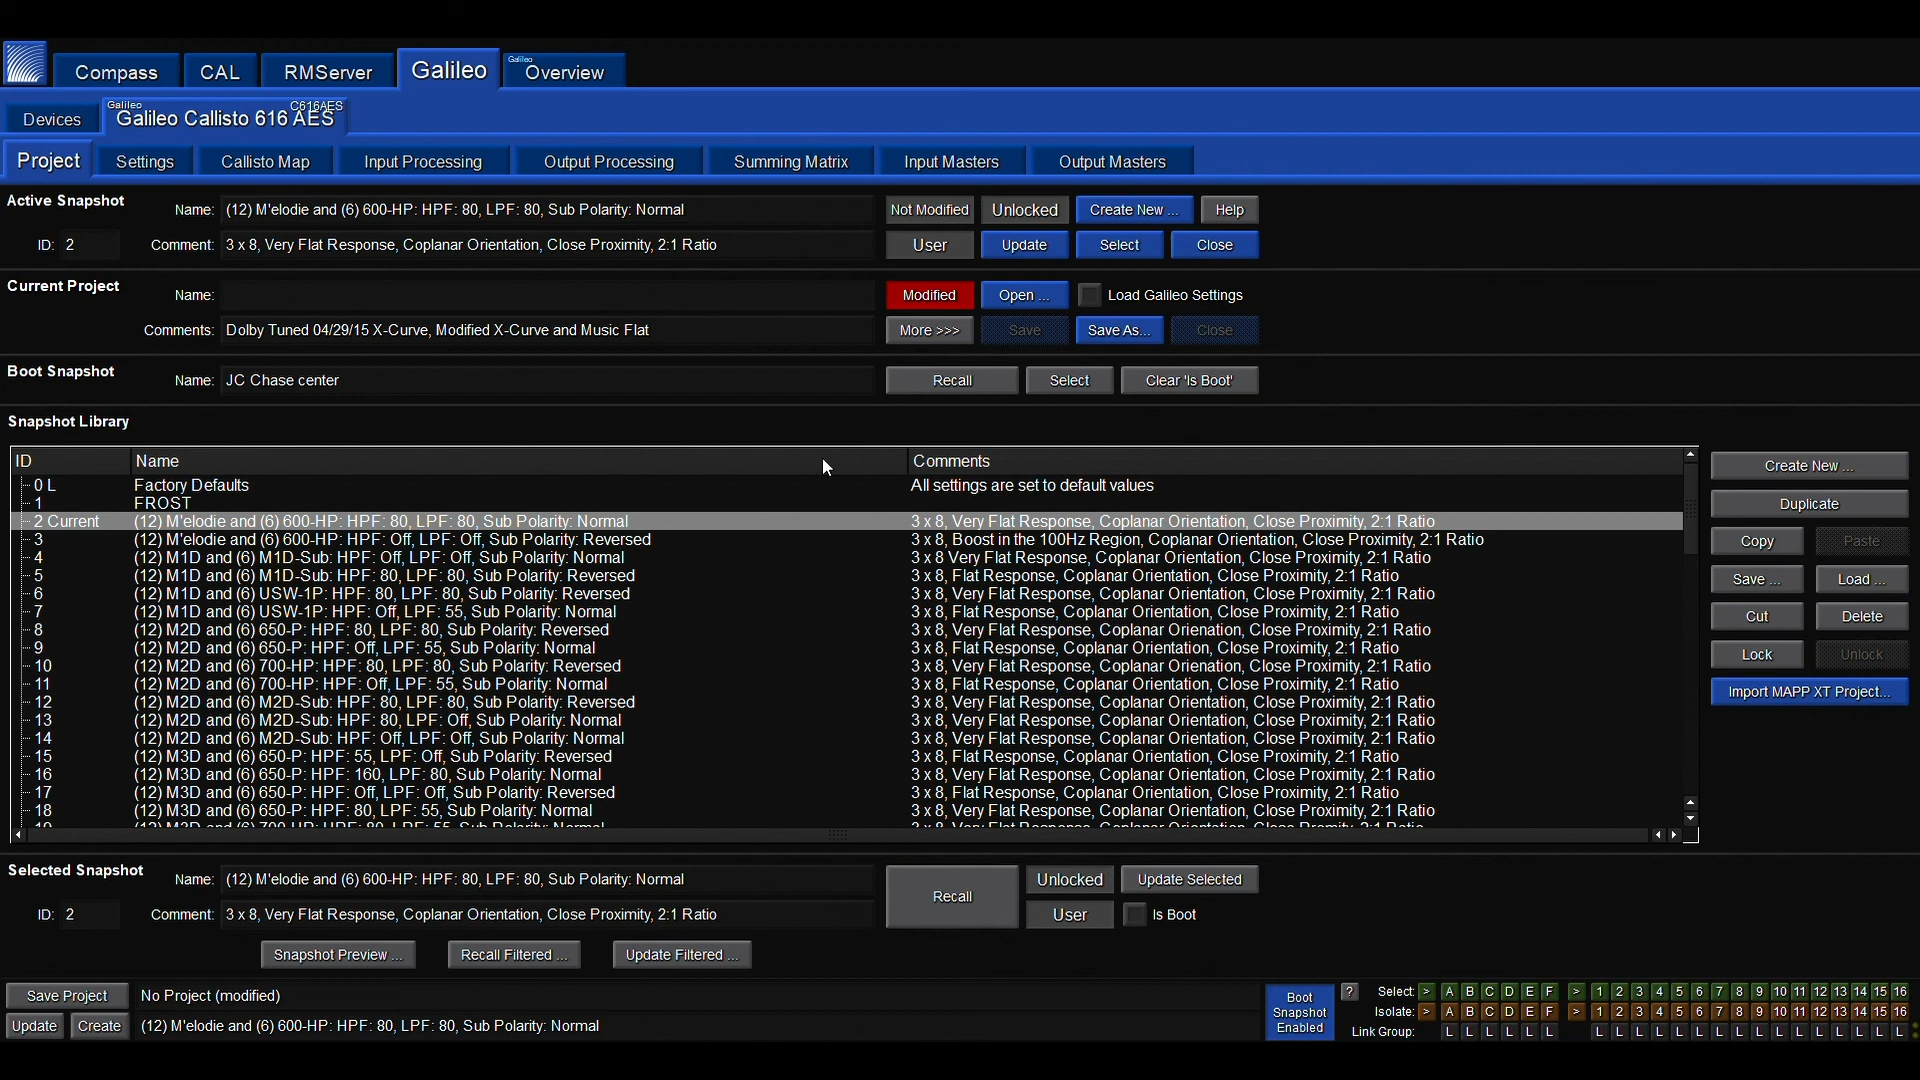 Compass CAL RMServer Galileo Galileo Overview
Devices Galileo C616AES Galileo Callisto 616 AES
Project Settings Callisto Map Input Processing Output Processing Summing Matrix Input Masters Output Masters
Active Snapshot Name: (12) M'elodie and (6) 600-HP: HPF: 80, LPF: 80, Sub Polarity: Normal Not Modified Unlocked Create New ... Help
ID: 2 Comment: 3 x 8, Very Flat Response, Coplanar Orientation, Close Proximity, 2:1 Ratio User Update Select Close
Current Project Name: Modified Open ... Load Galileo Settings
Comments: Dolby Tuned 04/29/15 X-Curve, Modified X-Curve and Music Flat More >>> Save Save As... Close
Boot Snapshot Name: JC Chase center Recall Select Clear 'Is Boot'
Snapshot Library
ID Name Comments Create New ...
0 L Factory Defaults All settings are set to default values
1 FROST Duplicate
2 Current (12) M'elodie and (6) 600-HP: HPF: 80, LPF: 80, Sub Polarity: Normal 3 x 8, Very Flat Response, Coplanar Orientation, Close Proximity, 2:1 Ratio
3 (12) M'elodie and (6) 600-HP: HPF: Off, LPF: Off, Sub Polarity: Reversed 3 x 8, Boost in the 100Hz Region, Coplanar Orientation, Close Proximity, 2:1 Ratio Copy Paste
4 (12) M1D and (6) M1D-Sub: HPF: Off, LPF: Off, Sub Polarity: Normal 3 x 8 Very Flat Response, Coplanar Orientation, Close Proximity, 2:1 Ratio
5 (12) M1D and (6) M1D-Sub: HPF: 80, LPF: 80, Sub Polarity: Reversed 3 x 8, Flat Response, Coplanar Orientation, Close Proximity, 2:1 Ratio Save ... Load ...
6 (12) M1D and (6) USW-1P: HPF: 80, LPF: 80, Sub Polarity: Reversed 3 x 8, Very Flat Response, Coplanar Orientation, Close Proximity, 2:1 Ratio
7 (12) M1D and (6) USW-1P: HPF: Off, LPF: 55, Sub Polarity: Normal 3 x 8, Flat Response, Coplanar Orientation, Close Proximity, 2:1 Ratio Cut Delete
8 (12) M2D and (6) 650-P: HPF: 80, LPF: 80, Sub Polarity: Reversed 3 x 8, Very Flat Response, Coplanar Orienation, Close Proximity, 2:1 Ratio
9 (12) M2D and (6) 650-P: HPF: Off, LPF: 55, Sub Polarity: Normal 3 x 8, Flat Response, Coplanar Orientation, Close Proximity, 2:1 Ratio Lock Unlock
10 (12) M2D and (6) 700-HP: HPF: 80, LPF: 80, Sub Polarity: Reversed 3 x 8, Very Flat Response, Coplanar Orienation, Close Proximity, 2:1 Ratio
11 (12) M2D and (6) 700-HP: HPF: Off, LPF: 55, Sub Polarity: Normal 3 x 8, Flat Response, Coplanar Orientation, Close Proximity, 2:1 Ratio Import MAPP XT Project...
12 (12) M2D and (6) M2D-Sub: HPF: 80, LPF: 80, Sub Polarity: Reversed 3 x 8, Very Flat Response, Coplanar Orientation, Close Proximity, 2:1 Ratio
13 (12) M2D and (6) M2D-Sub: HPF: 80, LPF: Off, Sub Polarity: Normal 3 x 8, Very Flat Response, Coplanar Orientation, Close Proximity, 2:1 Ratio
14 (12) M2D and (6) M2D-Sub: HPF: Off, LPF: Off, Sub Polarity: Normal 3 x 8, Very Flat Response, Coplanar Orientation, Close Proximity, 2:1 Ratio
15 (12) M3D and (6) 650-P: HPF: 55, LPF: Off, Sub Polarity: Reversed 3 x 8, Flat Response, Coplanar Orientation, Close Proximity, 2:1 Ratio
16 (12) M3D and (6) 650-P: HPF: 160, LPF: 80, Sub Polarity: Normal 3 x 8, Very Flat Response, Coplanar Orientation, Close Proximity, 2:1 Ratio
17 (12) M3D and (6) 650-P: HPF: Off, LPF: Off, Sub Polarity: Reversed 3 x 8, Flat Response, Coplanar Orientation, Close Proximity, 2:1 Ratio
18 (12) M3D and (6) 650-P: HPF: 80, LPF: 55, Sub Polarity: Normal 3 x 8, Very Flat Response, Coplanar Orientation, Close Proximity, 2:1 Ratio
Selected Snapshot Name: (12) M'elodie and (6) 600-HP: HPF: 80, LPF: 80, Sub Polarity: Normal Recall Unlocked Update Selected
ID: 2 Comment: 3 x 8, Very Flat Response, Coplanar Orientation, Close Proximity, 2:1 Ratio User Is Boot
Snapshot Preview ... Recall Filtered ... Update Filtered ...
Save Project No Project (modified) Boot Snapshot Enabled ? Select: > A B C D E F > 1 2 3 4 5 6 7 8 9 10 11 12 13 14 15 16
Update Create (12) M'elodie and (6) 600-HP: HPF: 80, LPF: 80, Sub Polarity: Normal Isolate: > A B C D E F > 1 2 3 4 5 6 7 8 9 10 11 12 13 14 15 16
Link Group: L L L L L L L L L L L L L L L L L L L L L L